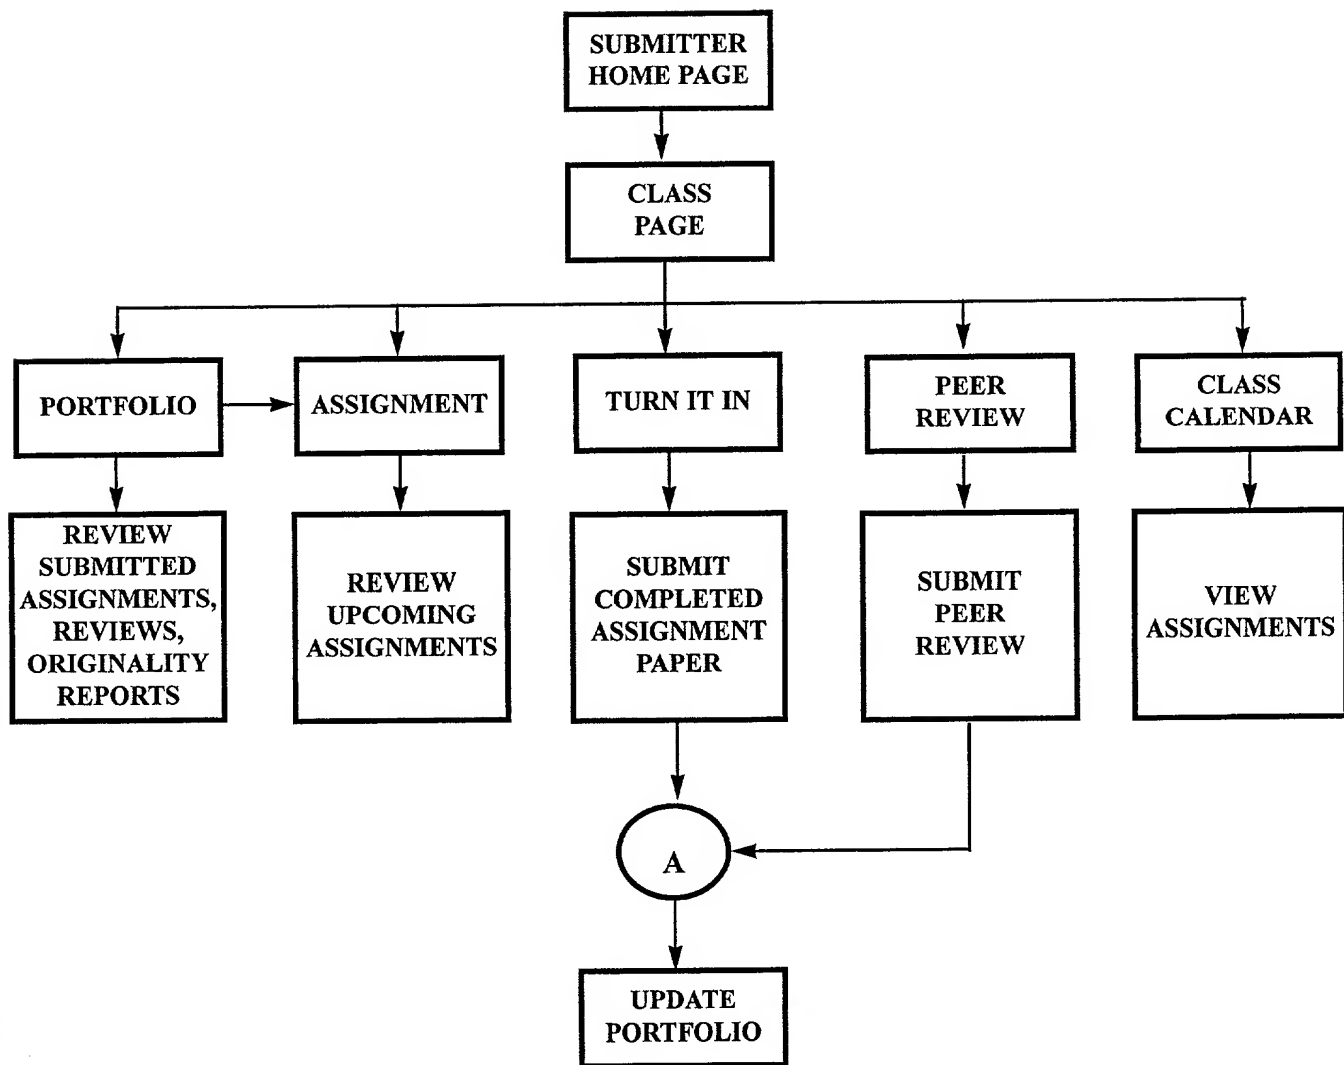 SUBMITTER
HOME PAGE
CLASS
PAGE
PORTFOLIO
ASSIGNMENT
TURN IT IN
PEER
REVIEW
CLASS
CALENDAR
REVIEW
SUBMITTED
ASSIGNMENTS,
REVIEWS,
ORIGINALITY
REPORTS
REVIEW
UPCOMING
ASSIGNMENTS
SUBMIT
COMPLETED
ASSIGNMENT
PAPER
SUBMIT
PEER
REVIEW
VIEW
ASSIGNMENTS
A
UPDATE
PORTFOLIO